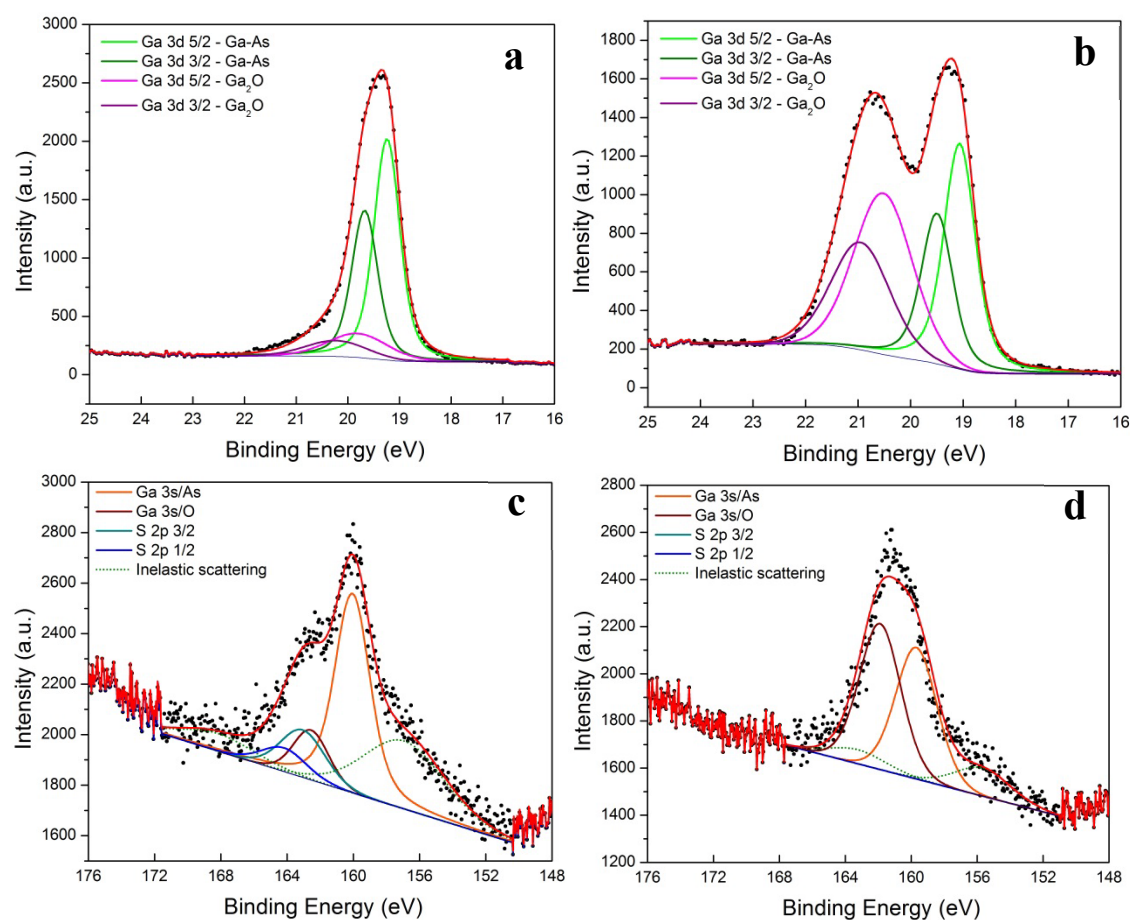 a
Ga 3d 5/2 - Ga-As
Ga 3d 3/2 - Ga-As
Ga 3d 5/2 - Ga₂O
Ga 3d 3/2 - Ga₂O
Intensity (a.u.)
3000
2500
2000
1500
1000
500
0
25 24 23 22 21 20 19 18 17 16
Binding Energy (eV)
b
Ga 3d 5/2 - Ga-As
Ga 3d 3/2 - Ga-As
Ga 3d 5/2 - Ga₂O
Ga 3d 3/2 - Ga₂O
Intensity (a.u.)
1800
1600
1400
1200
1000
800
600
400
200
0
25 24 23 22 21 20 19 18 17 16
Binding Energy (eV)
c
Ga 3s/As
Ga 3s/O
S 2p 3/2
S 2p 1/2
Inelastic scattering
Intensity (a.u.)
3000
2800
2600
2400
2200
2000
1800
1600
176 172 168 164 160 156 152 148
Binding Energy (eV)
d
Ga 3s/As
Ga 3s/O
S 2p 3/2
S 2p 1/2
Inelastic scattering
Intensity (a.u.)
2800
2600
2400
2200
2000
1800
1600
1400
1200
176 172 168 164 160 156 152 148
Binding Energy (eV)